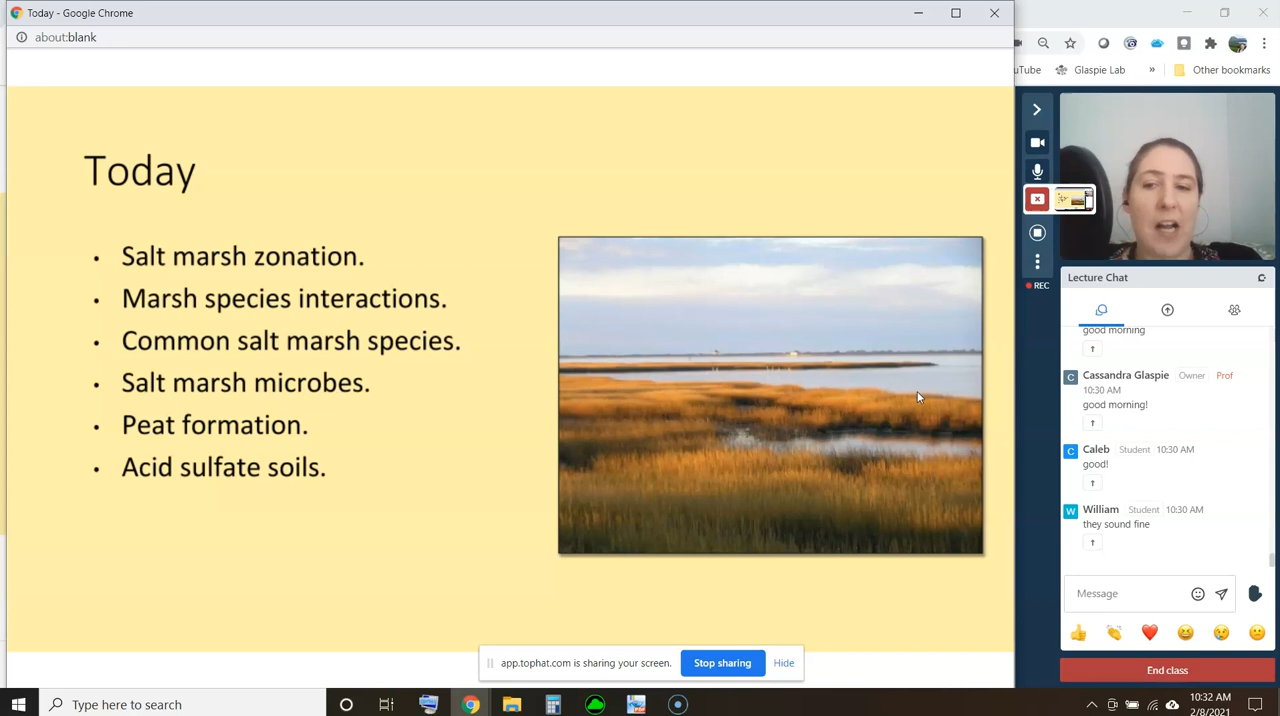 Today - Google Chrome
about:blank
uTube
Glaspie Lab
»
Other bookmarks
Today
• Salt marsh zonation.
• Marsh species interactions.
• Common salt marsh species.
• Salt marsh microbes.
• Peat formation.
• Acid sulfate soils.
REC
Lecture Chat
good morning
C Cassandra Glaspie Owner Prof
10:30 AM
good morning!
C Caleb Student 10:30 AM
good!
W William Student 10:30 AM
they sound fine
Message
End class
app.tophat.com is sharing your screen. Stop sharing Hide
Type here to search
10:32 AM
2/8/2021